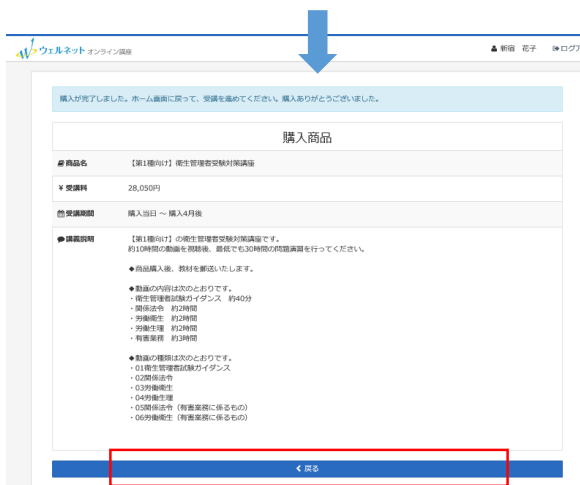 ウェルネット オンライン講座
新宿 花子
ログア
購入が完了しました。ホーム画面に戻って、受講を進めてください。購入ありがとうございました。
購入商品
商品名 【第1種向け】衛生管理者受験対策講座
¥ 受講料 28,050円
受講期間 購入当日 ～ 購入4月後
講義説明 【第1種向け】の衛生管理者受験対策講座です。
約10時間の動画を視聴後、最低でも30時間の問題演習を行ってください。
◆商品購入後、教材を郵送いたします。
◆動画の内容は次のとおりです。
・衛生管理者試験ガイダンス 約40分
・関係法令 約2時間
・労働衛生 約2時間
・労働生理 約2時間
・有害業務 約3時間
◆動画の種類は次のとおりです。
・01衛生管理者試験ガイダンス
・02関係法令
・03労働衛生
・04労働生理
・05関係法令（有害業務に係るもの）
・06労働衛生（有害業務に係るもの）
戻る